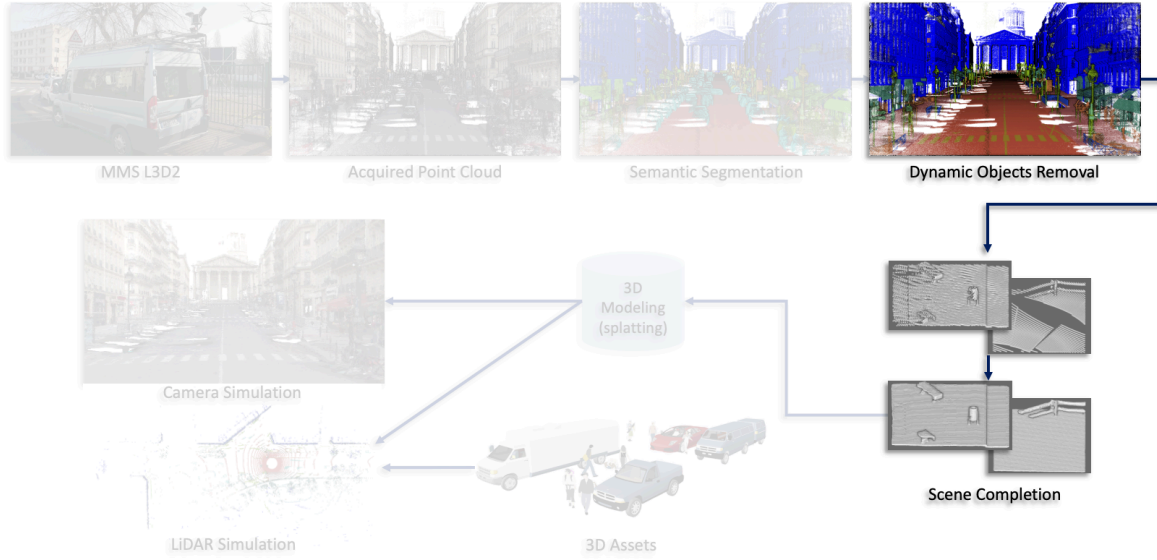 MMS L3D2
Acquired Point Cloud
Semantic Segmentation
Dynamic Objects Removal
3D
Modeling
(splatting)
Camera Simulation
Scene Completion
LiDAR Simulation
3D Assets